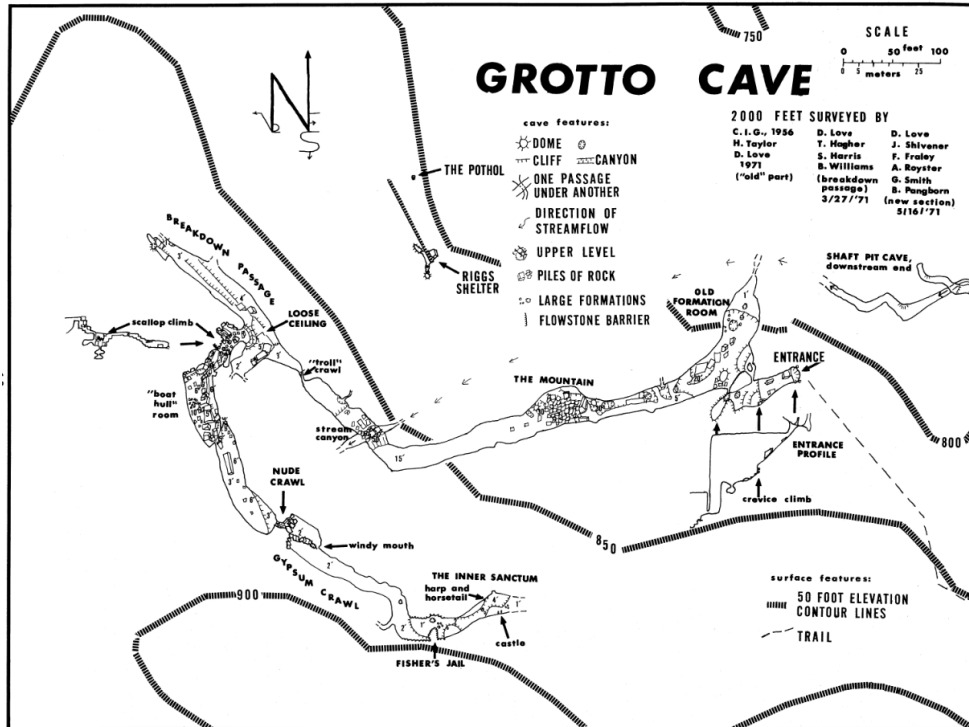 750
SCALE
0 50 feet 100
0 5 meters 25
GROTTO CAVE
2000 FEET SURVEYED BY
C.I.G., 1956
H. Taylor
D. Love
1971
("old" part)
D. Love
T. Hagher
S. Harris
B. Williams
(breakdown
passage)
3/27/'71
D. Love
J. Shivener
F. Fraley
A. Royster
G. Smith
B. Pangborn
(new section)
5/16/'71
cave features:
DOME
CLIFF
CANYON
ONE PASSAGE
UNDER ANOTHER
DIRECTION OF
STREAMFLOW
UPPER LEVEL
PILES OF ROCK
LARGE FORMATIONS
FLOWSTONE BARRIER
N
S
THE POTHOL
RIGGS
SHELTER
SHAFT PIT CAVE,
downstream end
BREAKDOWN PASSAGE
LOOSE
CEILING
scallop climb
"troll"
crawl
"boat
hull"
room
stream
canyon
15'
THE MOUNTAIN
5'
OLD
FORMATION
ROOM
1'
ENTRANCE
ENTRANCE
PROFILE
crevice climb
800
850
NUDE
CRAWL
windy mouth
GYPSUM CRAWL
900
THE INNER SANCTUM
harp and
horsetail
castle
FISHER'S JAIL
surface features:
50 FOOT ELEVATION
CONTOUR LINES
TRAIL